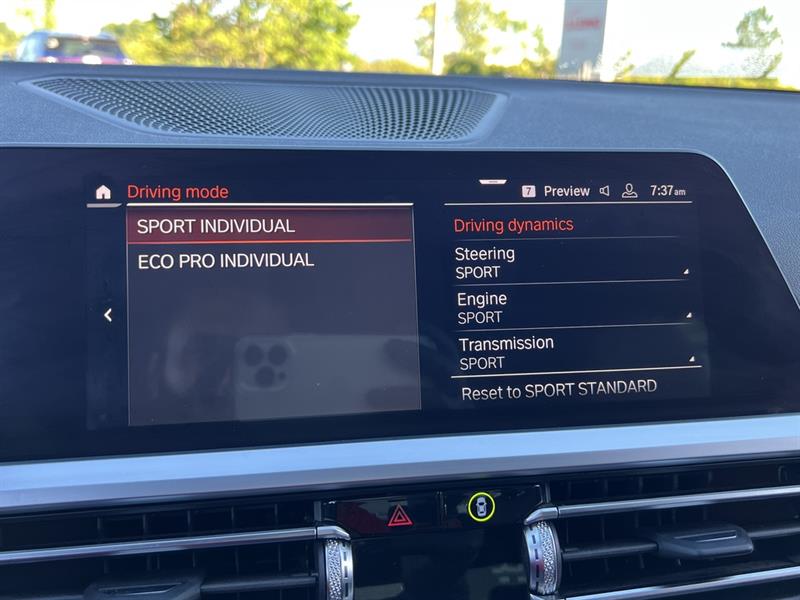 Driving mode
7 Preview 7:37am
SPORT INDIVIDUAL
ECO PRO INDIVIDUAL
Driving dynamics
Steering
SPORT
Engine
SPORT
Transmission
SPORT
Reset to SPORT STANDARD